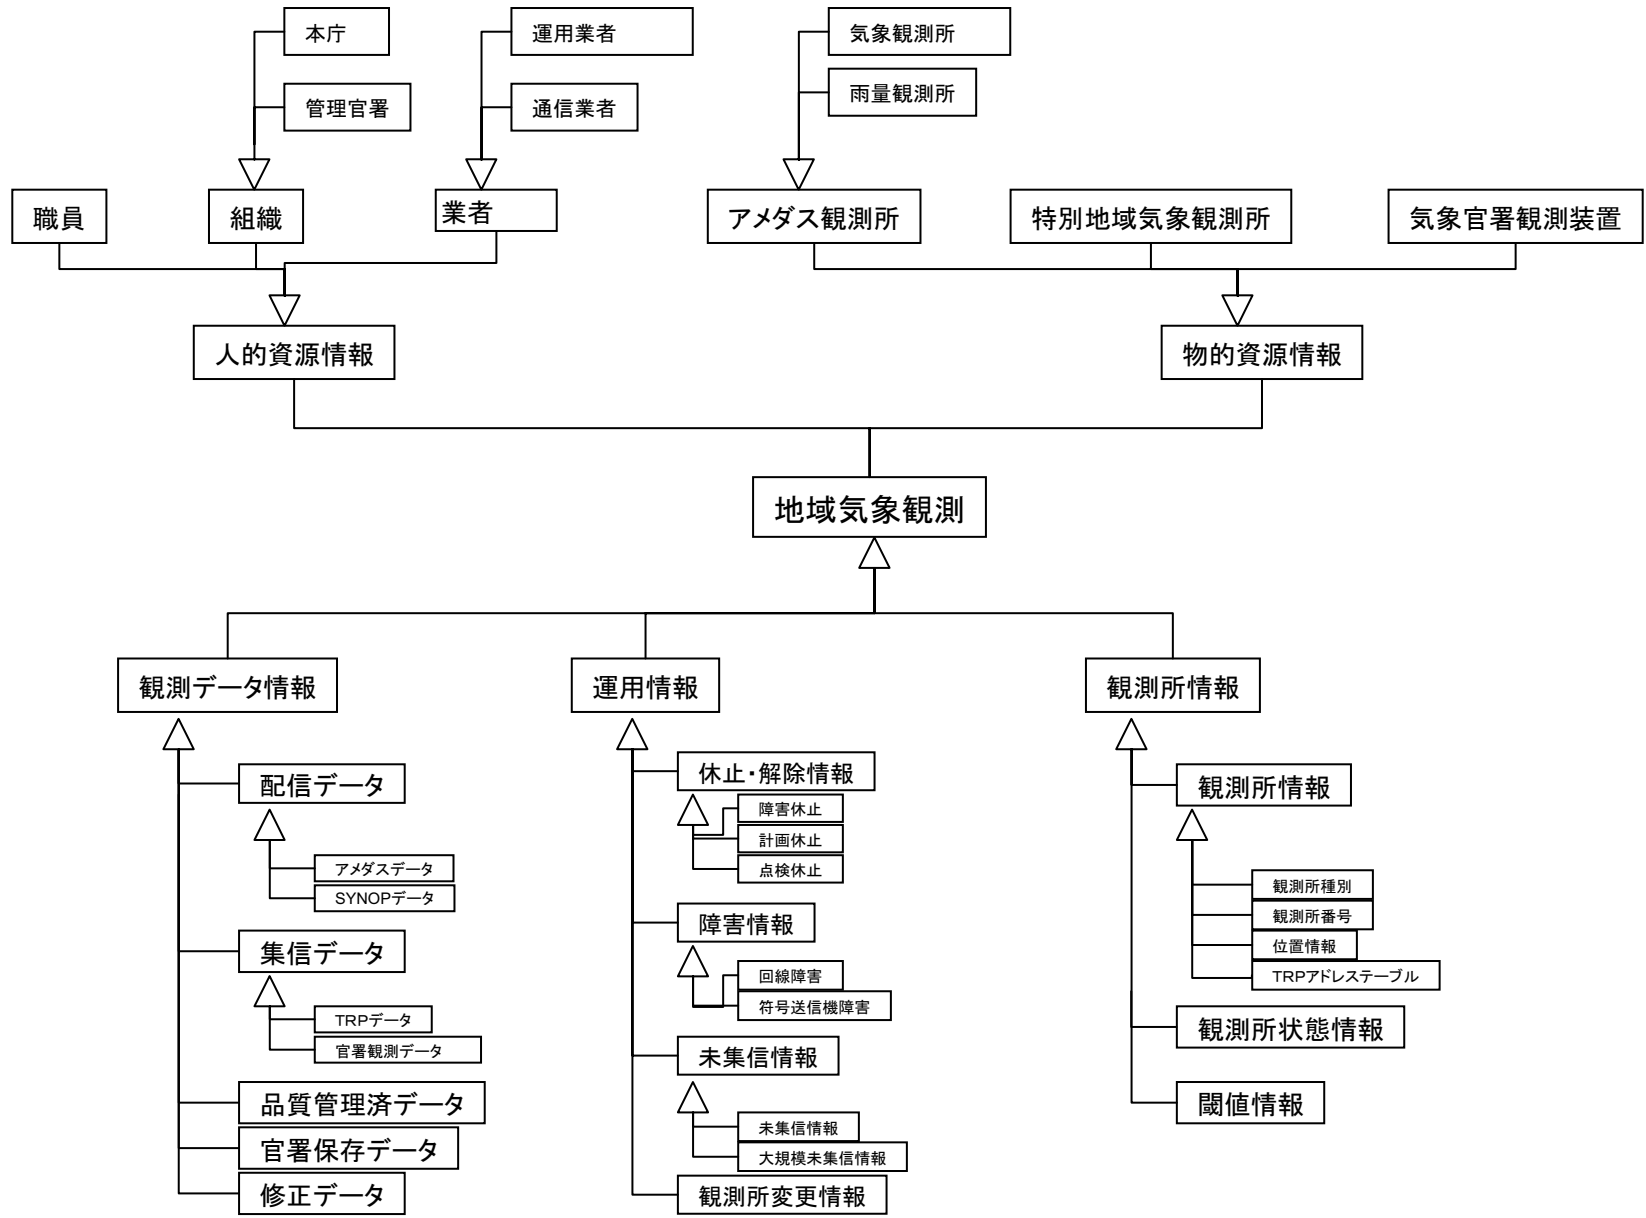 本庁
運用業者
気象観測所
管理官署
通信業者
雨量観測所
職員
組織
業者
アメダス観測所
特別地域気象観測所
気象官署観測装置
人的資源情報
物的資源情報
地域気象観測
観測データ情報
運用情報
観測所情報
配信データ
アメダスデータ
SYNOPデータ
集信データ
TRPデータ
官署観測データ
品質管理済データ
官署保存データ
修正データ
休止・解除情報
障害休止
計画休止
点検休止
障害情報
回線障害
符号送信機障害
未集信情報
未集信情報
大規模未集信情報
観測所変更情報
観測所情報
観測所種別
観測所番号
位置情報
TRPアドレステーブル
観測所状態情報
閾値情報